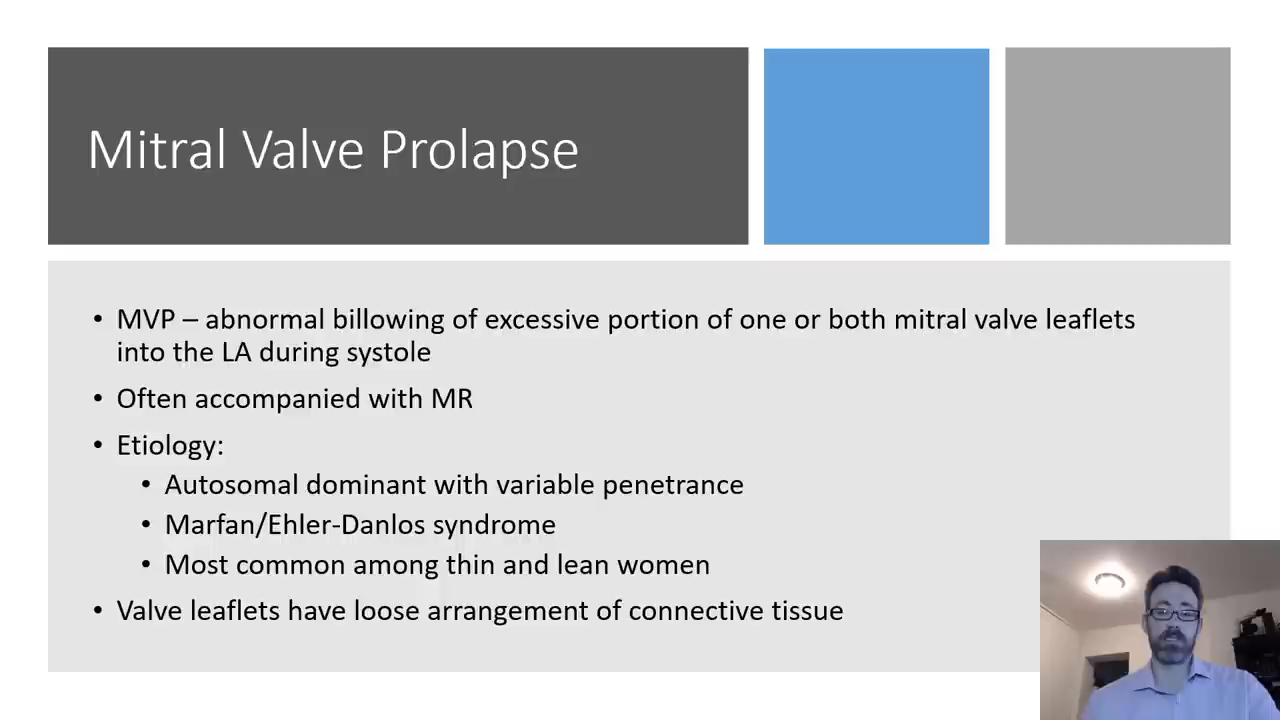 Mitral Valve Prolapse
• MVP – abnormal billowing of excessive portion of one or both mitral valve leaflets
into the LA during systole
• Often accompanied with MR
• Etiology:
• Autosomal dominant with variable penetrance
• Marfan/Ehler-Danlos syndrome
• Most common among thin and lean women
• Valve leaflets have loose arrangement of connective tissue